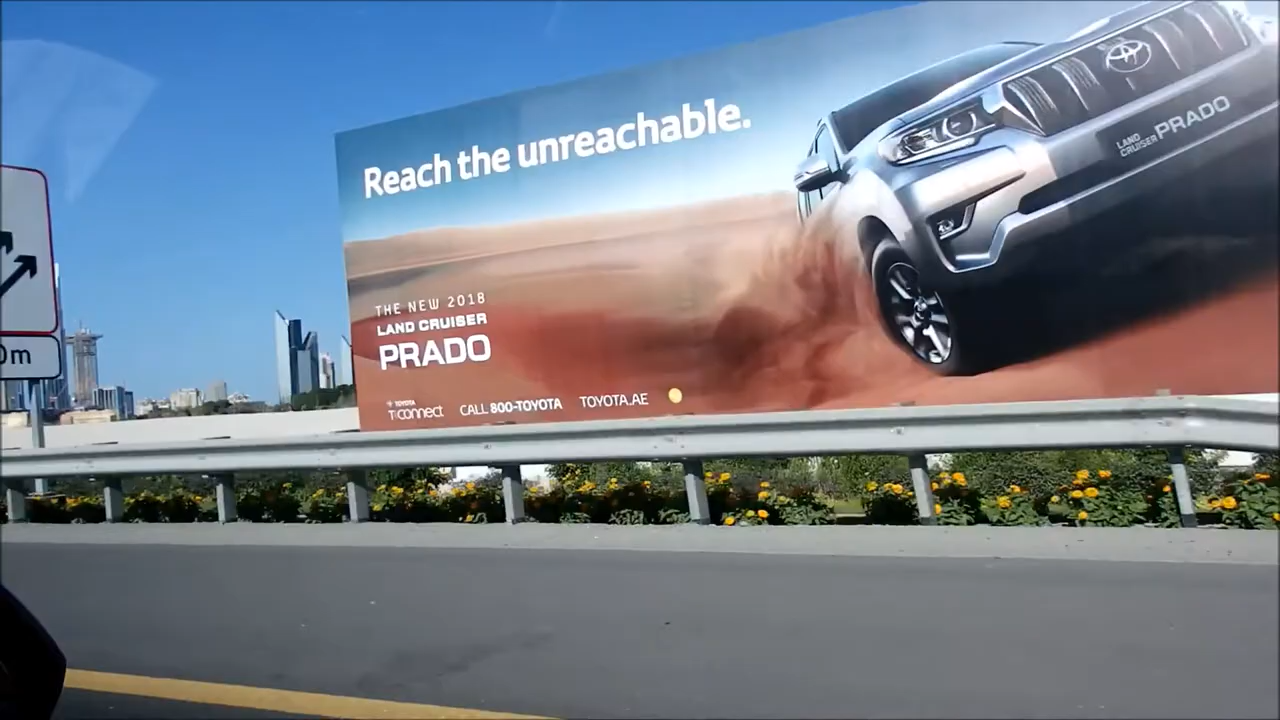 Reach the unreachable.
LAND CRUISER PRADO
THE NEW 2018
LAND CRUISER
PRADO
TOYOTA
T:connect CALL 800-TOYOTA TOYOTA.AE
0m